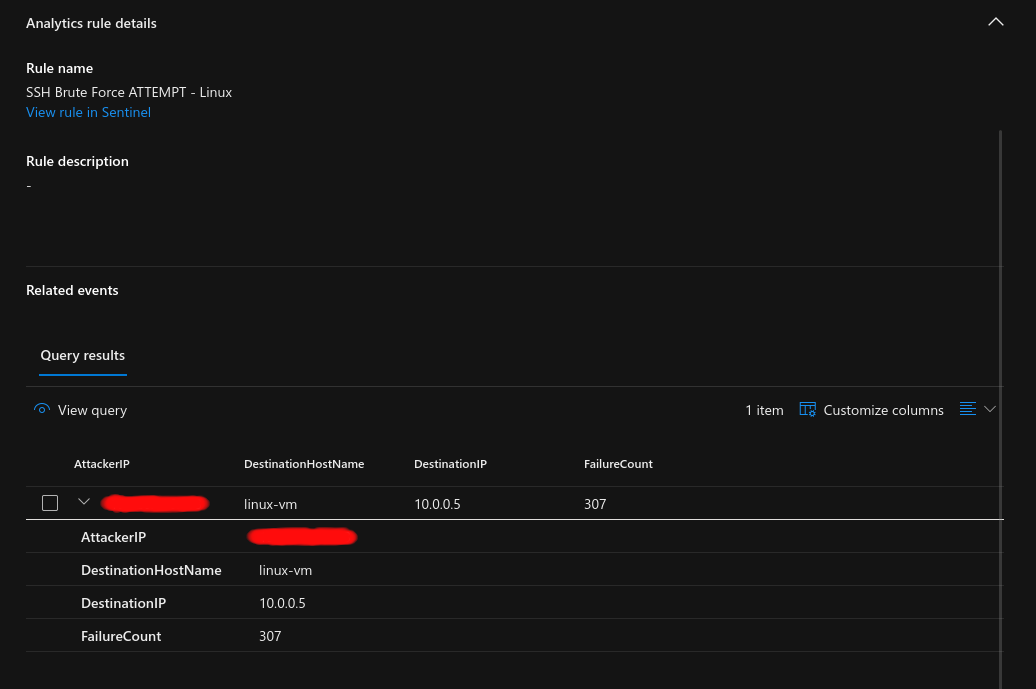 Analytics rule details
Rule name
SSH Brute Force ATTEMPT - Linux
View rule in Sentinel
Rule description
-
Related events
Query results
View query 1 item Customize columns
AttackerIP DestinationHostName DestinationIP FailureCount
linux-vm 10.0.0.5 307
AttackerIP
DestinationHostName linux-vm
DestinationIP 10.0.0.5
FailureCount 307